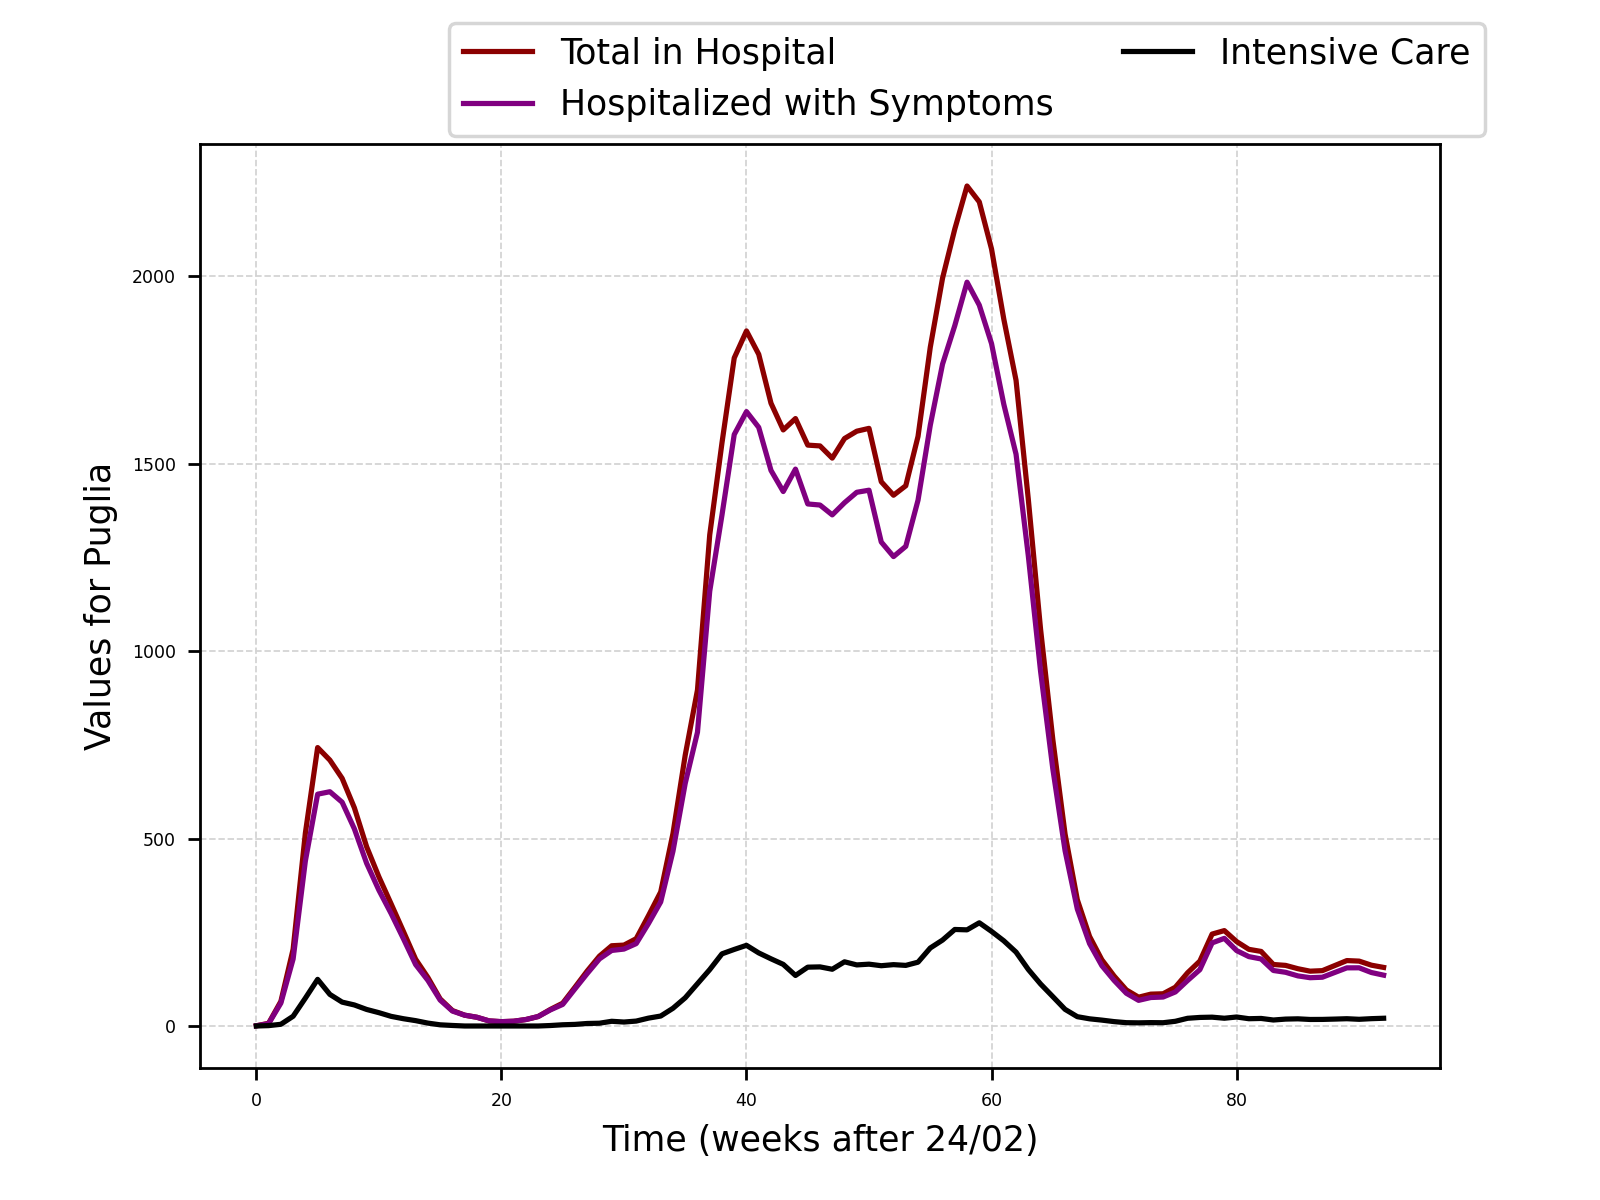 Total in Hospital
Hospitalized with Symptoms
Intensive Care
Values for Puglia
2000
1500
1000
500
0
0 20 40 60 80
Time (weeks after 24/02)